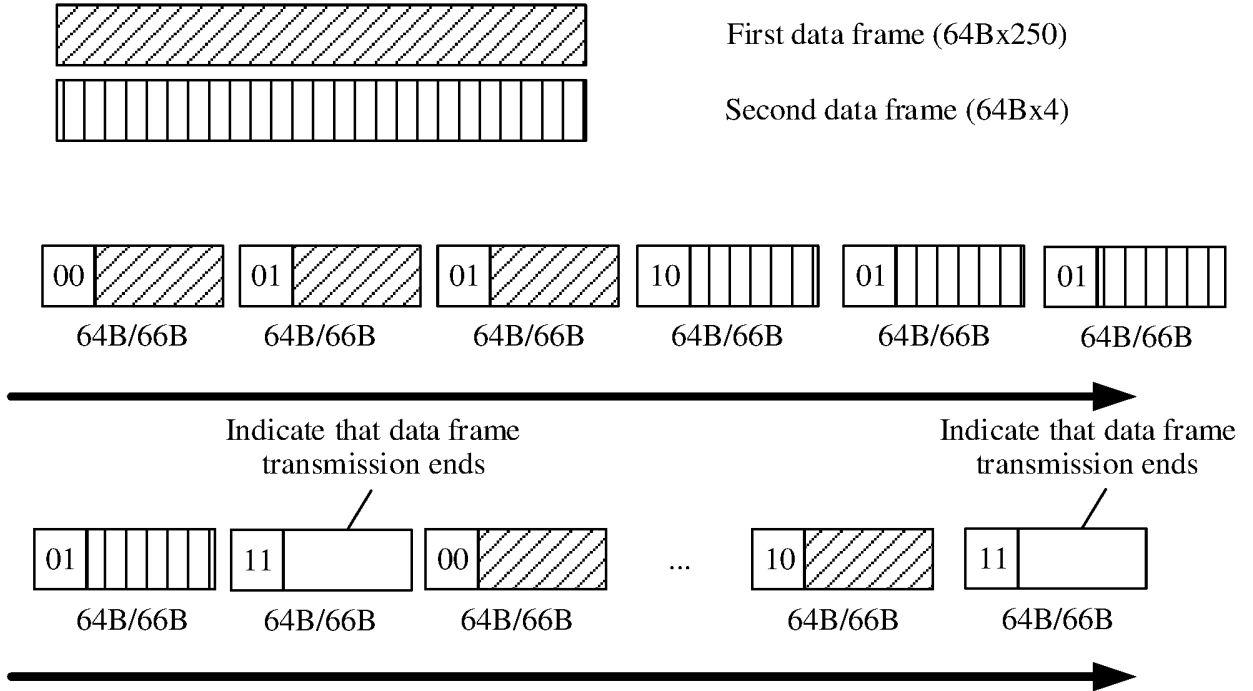 First data frame (64Bx250)
Second data frame (64Bx4)
00 01 01 10 01 01
64B/66B 64B/66B 64B/66B 64B/66B 64B/66B 64B/66B
Indicate that data frame
transmission ends
Indicate that data frame
transmission ends
01 11 00 ... 10 11
64B/66B 64B/66B 64B/66B 64B/66B 64B/66B